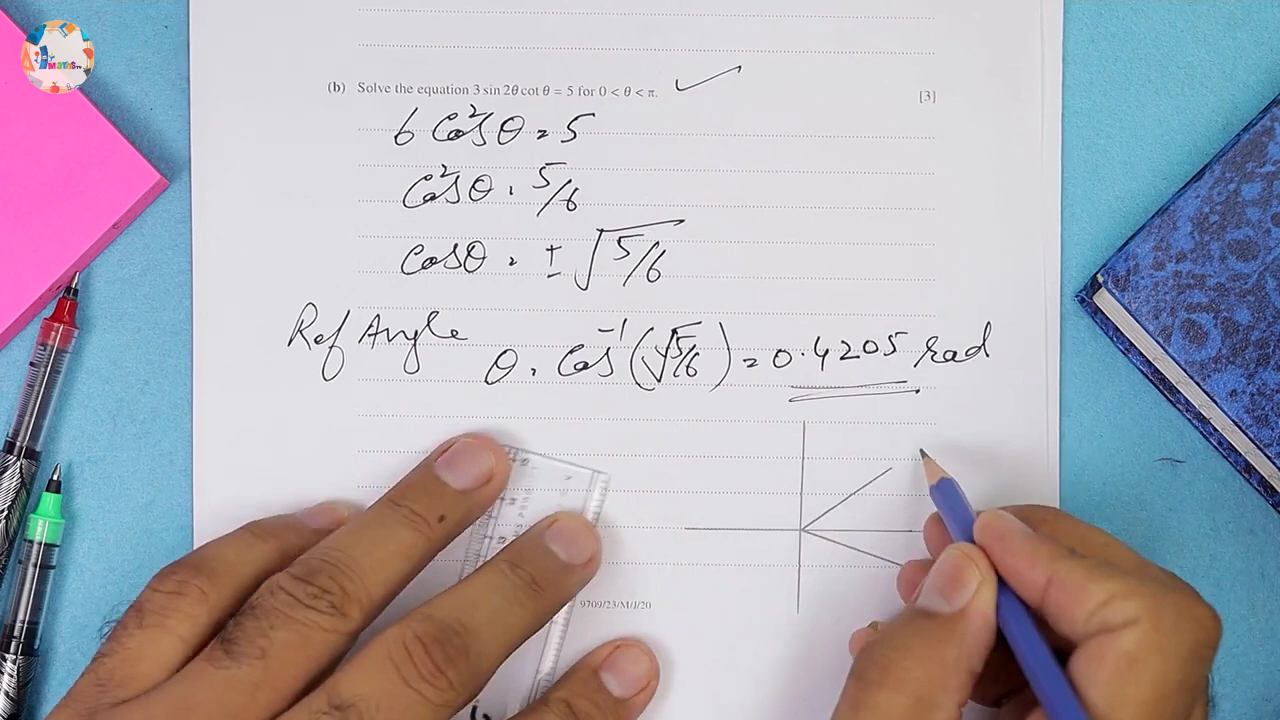 (b) Solve the equation 3 sin 2θ cot θ = 5 for 0 < θ < π.
[3]
6 Cos²θ = 5
Cos²θ = 5/6
Cosθ = ± √5/6
Ref Angle
θ = Cos⁻¹(√5/6) = 0.4205 rad
9709/23/M/J/20